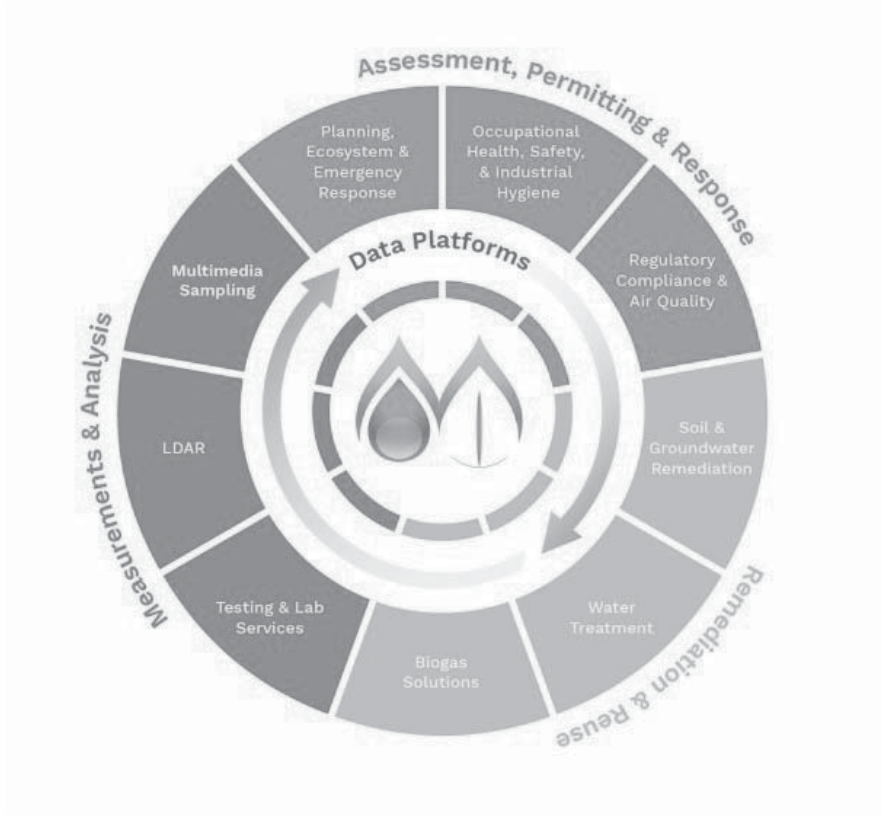 Assessment, Permitting & Response
Planning,
Ecosystem &
Emergency
Response
Occupational
Health, Safety,
& Industrial
Hygiene
Regulatory
Compliance &
Air Quality
Soil &
Groundwater
Remediation
Water
Treatment
Remediation & Reuse
Biogas
Solutions
Testing & Lab
Services
LDAR
Multimedia
Sampling
Measurements & Analysis
Data Platforms